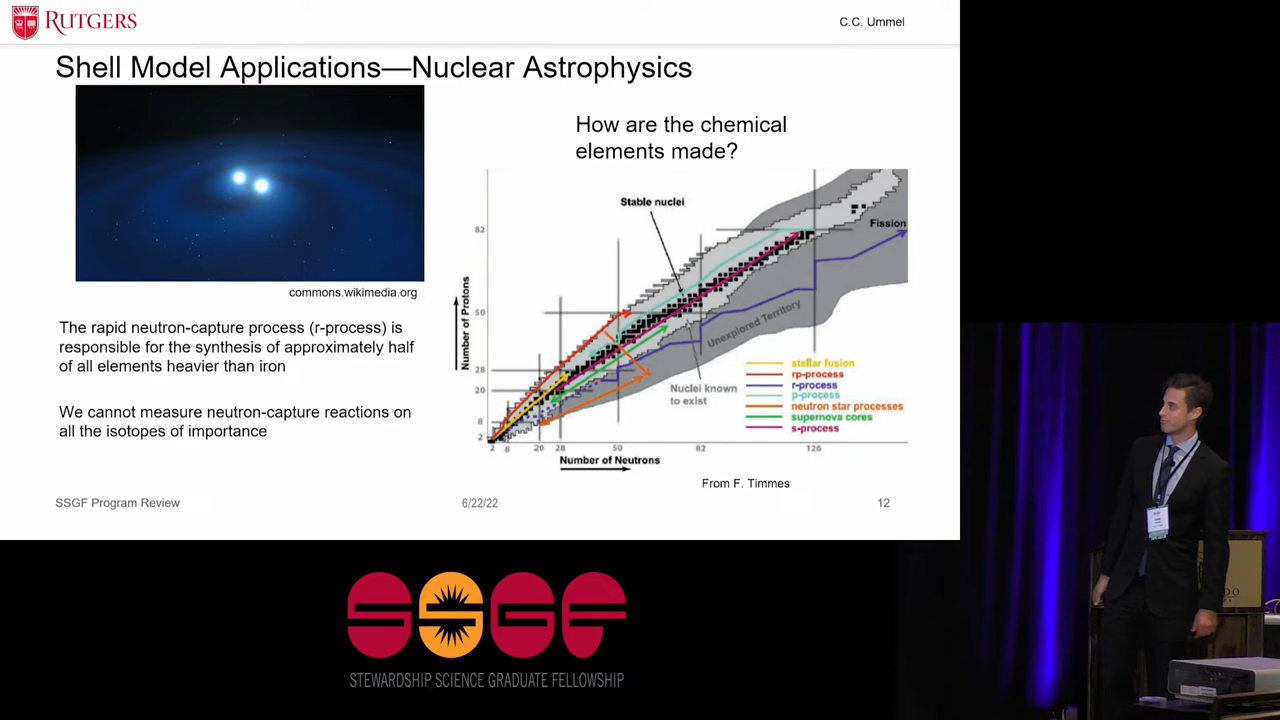 RUTGERS
C.C. Ummel
Shell Model Applications—Nuclear Astrophysics
commons.wikimedia.org
The rapid neutron-capture process (r-process) is
responsible for the synthesis of approximately half
of all elements heavier than iron
We cannot measure neutron-capture reactions on
all the isotopes of importance
How are the chemical
elements made?
Stable nuclei
Fission
Unexplored Territory
Nuclei known
to exist
Number of Protons
82
50
28
20
8
2
2
8
20
28
50
82
126
Number of Neutrons
stellar fusion
rp-process
r-process
p-process
neutron star processes
supernova cores
s-process
From F. Timmes
SSGF Program Review
6/22/22
12
SSGF
STEWARDSHIP SCIENCE GRADUATE FELLOWSHIP